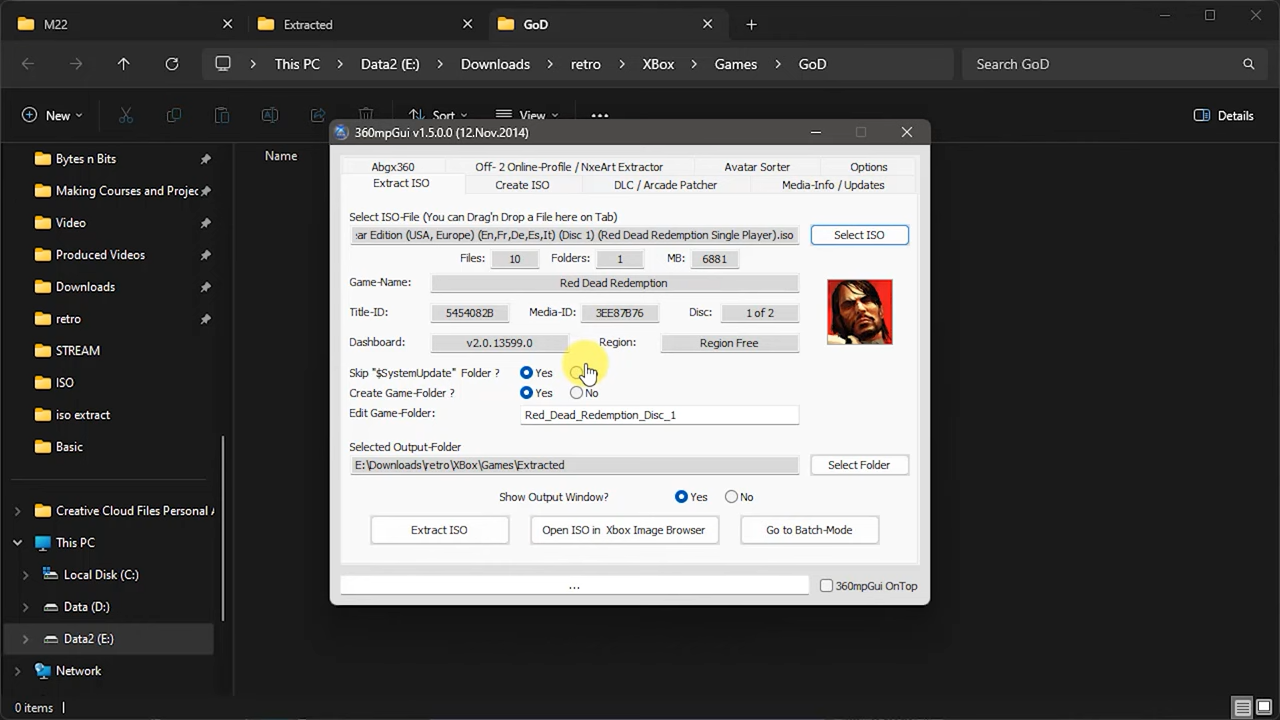 M22
Extracted
GoD
This PC
Data2 (E:)
Downloads
retro
XBox
Games
GoD
Search GoD
New
Sort
View
Details
Bytes n Bits
Making Courses and Projec
Video
Produced Videos
Downloads
retro
STREAM
ISO
iso extract
Basic
Creative Cloud Files Personal A
This PC
Local Disk (C:)
Data (D:)
Data2 (E:)
Network
0 items
Name
360mpGui v1.5.0.0 (12.Nov.2014)
Abgx360
Off- 2 Online-Profile / NxeArt Extractor
Avatar Sorter
Options
Extract ISO
Create ISO
DLC / Arcade Patcher
Media-Info / Updates
Select ISO-File (You can Drag'n Drop a File here on Tab)
ear Edition (USA, Europe) (En,Fr,De,Es,It) (Disc 1) (Red Dead Redemption Single Player).iso
Select ISO
Files: 10 Folders: 1 MB: 6881
Game-Name: Red Dead Redemption
Title-ID: 5454082B Media-ID: 3EE87B76 Disc: 1 of 2
Dashboard: v2.0.13599.0 Region: Region Free
Skip "$SystemUpdate" Folder ? Yes
Create Game-Folder ? Yes No
Edit Game-Folder: Red_Dead_Redemption_Disc_1
Selected Output-Folder
E:\Downloads\retro\XBox\Games\Extracted
Select Folder
Show Output Window? Yes No
Extract ISO
Open ISO in Xbox Image Browser
Go to Batch-Mode
...
360mpGui OnTop